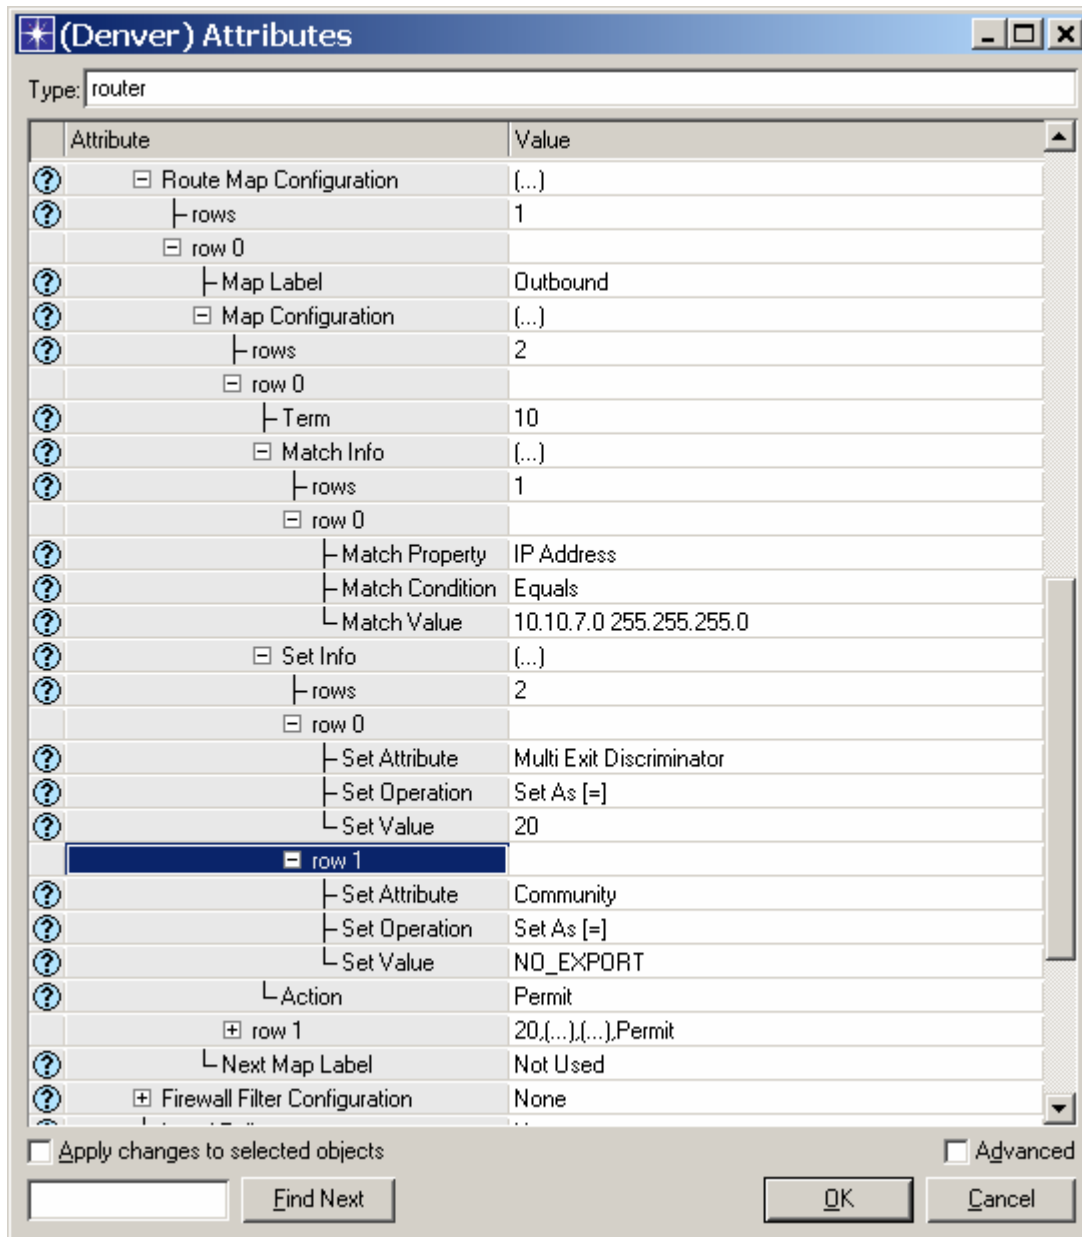 (Denver) Attributes
Type: router
Attribute Value
Route Map Configuration (...)
rows 1
row 0
Map Label Outbound
Map Configuration (...)
rows 2
row 0
Term 10
Match Info (...)
rows 1
row 0
Match Property IP Address
Match Condition Equals
Match Value 10.10.7.0 255.255.255.0
Set Info (...)
rows 2
row 0
Set Attribute Multi Exit Discriminator
Set Operation Set As [=]
Set Value 20
row 1
Set Attribute Community
Set Operation Set As [=]
Set Value NO_EXPORT
Action Permit
row 1 20,(...),(...),Permit
Next Map Label Not Used
Firewall Filter Configuration None
Apply changes to selected objects Advanced
Find Next OK Cancel